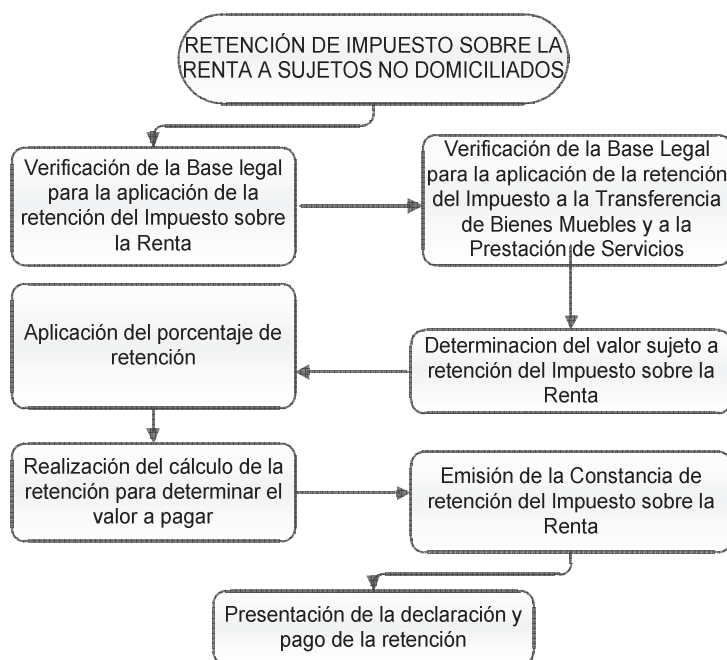 RETENCIÓN DE IMPUESTO SOBRE LA
RENTA A SUJETOS NO DOMICILIADOS
Verificación de la Base legal
para la aplicación de la
retención del Impuesto sobre
la Renta
Verificación de la Base Legal
para la aplicación de la retención
del Impuesto a la Transferencia
de Bienes Muebles y a la
Prestación de Servicios
Determinacion del valor sujeto a
retención del Impuesto sobre la
Renta
Aplicación del porcentaje de
retención
Realización del cálculo de la
retención para determinar el
valor a pagar
Emisión de la Constancia de
retención del Impuesto sobre la
Renta
Presentación de la declaración y
pago de la retención